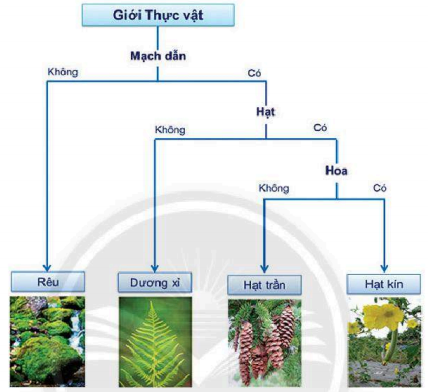 Giới Thực vật
Mạch dẫn
Không
Có
Hạt
Không
Có
Hoa
Không
Có
Rêu
Dương xỉ
Hạt trần
Hạt kín